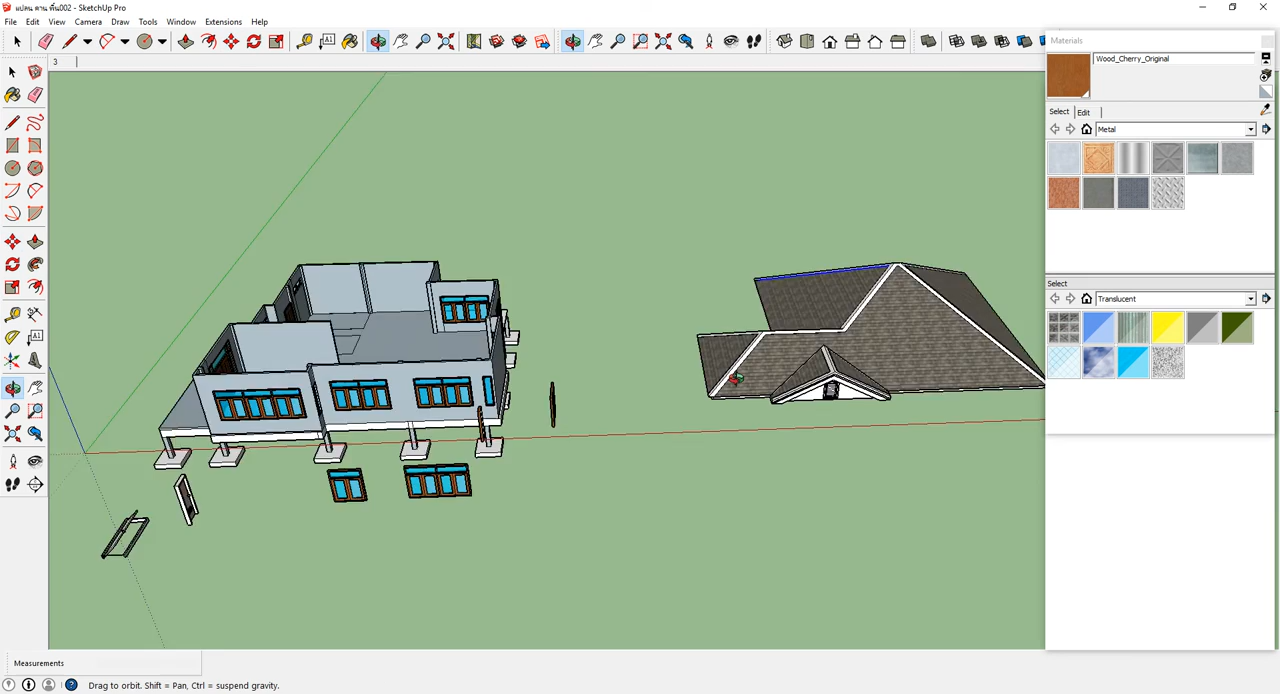 แปลน คาน พื้น002 - SketchUp Pro
File Edit View Camera Draw Tools Window Extensions Help
3
Materials
Wood_Cherry_Original
Select Edit
Metal
Select
Translucent
Measurements
Drag to orbit. Shift = Pan, Ctrl = suspend gravity.